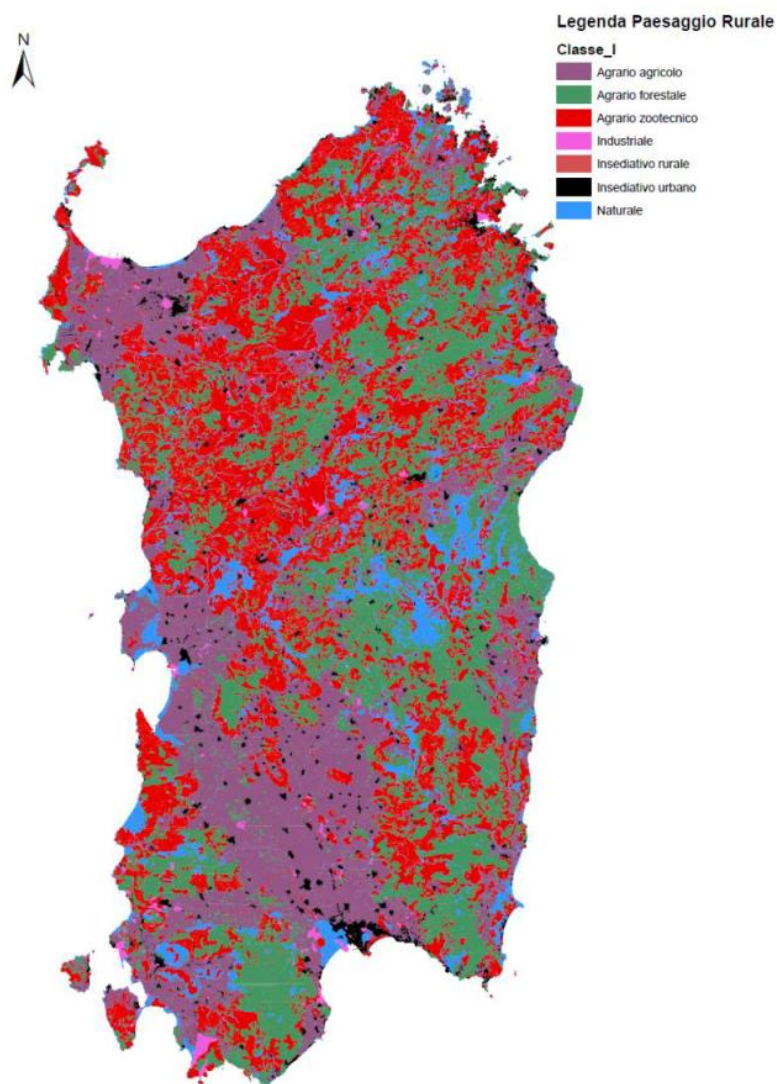 Legenda Paesaggio Rurale
N
Classe_I
Agrario agricolo
Agrario forestale
Agrario zootecnico
Industriale
Insediativo rurale
Insediativo urbano
Naturale